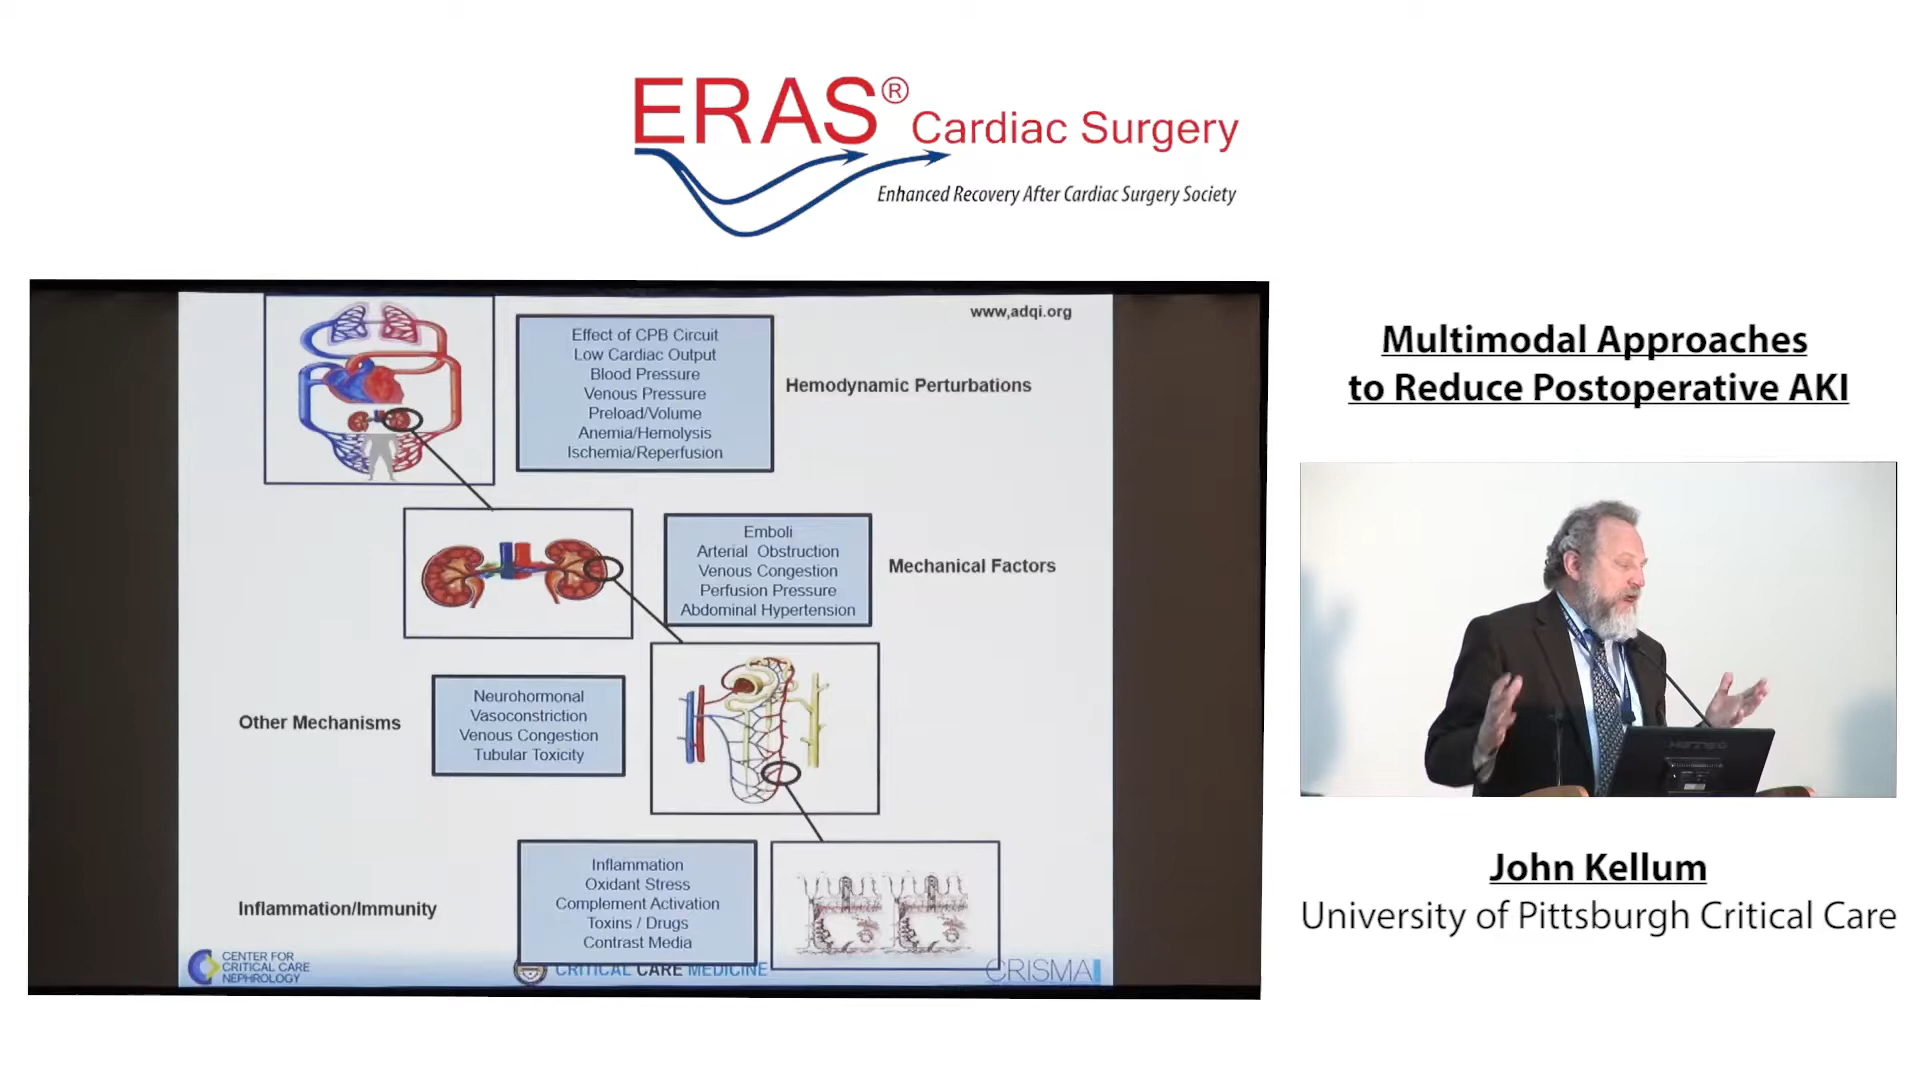 ERAS® Cardiac Surgery
Enhanced Recovery After Cardiac Surgery Society
www,adqi.org
Effect of CPB Circuit
Low Cardiac Output
Blood Pressure
Venous Pressure
Preload/Volume
Anemia/Hemolysis
Ischemia/Reperfusion
Hemodynamic Perturbations
Emboli
Arterial Obstruction
Venous Congestion
Perfusion Pressure
Abdominal Hypertension
Mechanical Factors
Other Mechanisms
Neurohormonal
Vasoconstriction
Venous Congestion
Tubular Toxicity
Inflammation/Immunity
Inflammation
Oxidant Stress
Complement Activation
Toxins / Drugs
Contrast Media
CENTER FOR
CRITICAL CARE
NEPHROLOGY
CRITICAL CARE MEDICINE
CRISMA
Multimodal Approaches
to Reduce Postoperative AKI
John Kellum
University of Pittsburgh Critical Care